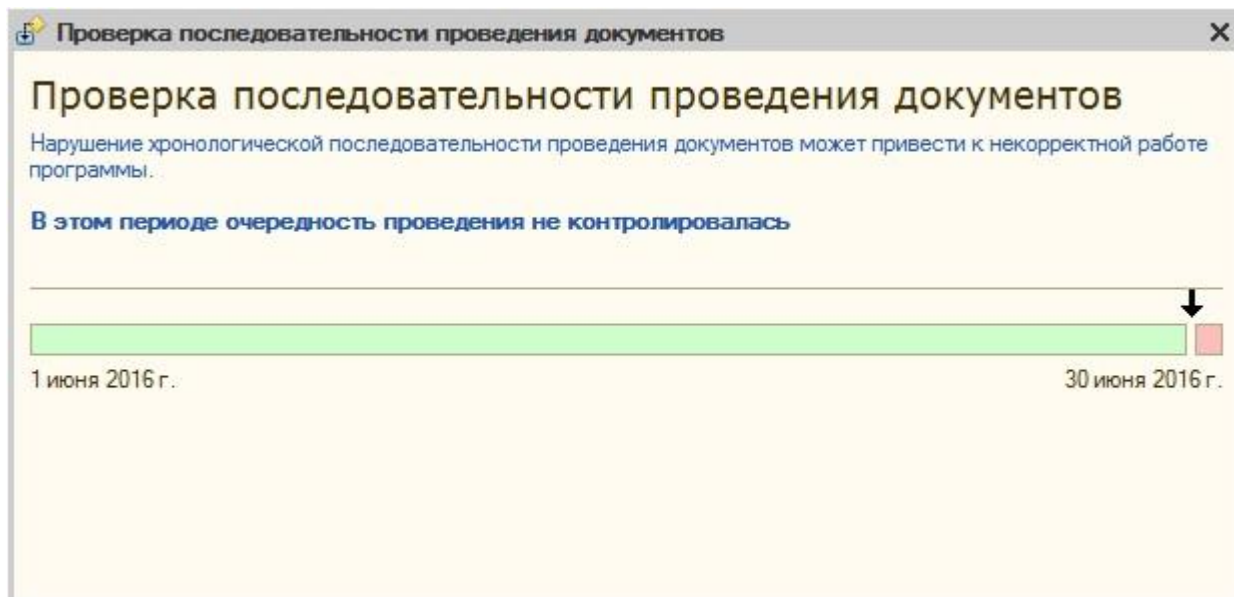 Проверка последовательности проведения документов
Проверка последовательности проведения документов
Нарушение хронологической последовательности проведения документов может привести к некорректной работе
программы.
В этом периоде очередность проведения не контролировалась
1 июня 2016 г.
30 июня 2016 г.